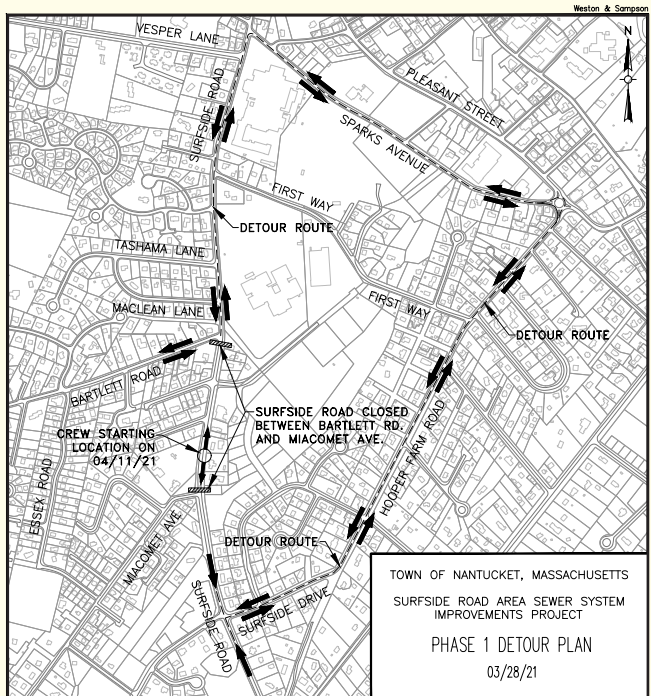 Weston & Sampson
VESPER LANE
N
PLEASANT STREET
SURFSIDE ROAD
SPARKS AVENUE
FIRST WAY
DETOUR ROUTE
TASHAMA LANE
MACLEAN LANE
FIRST WAY
DETOUR ROUTE
BARTLETT ROAD
SURFSIDE ROAD CLOSED
BETWEEN BARTLETT RD.
AND MIACOMET AVE.
CREW STARTING
LOCATION ON
04/11/21
HOOPER FARM ROAD
ESSEX ROAD
MIACOMET AVE
DETOUR ROUTE
SURFSIDE ROAD
SURFSIDE DRIVE
TOWN OF NANTUCKET, MASSACHUSETTS
SURFSIDE ROAD AREA SEWER SYSTEM
IMPROVEMENTS PROJECT
PHASE 1 DETOUR PLAN
03/28/21